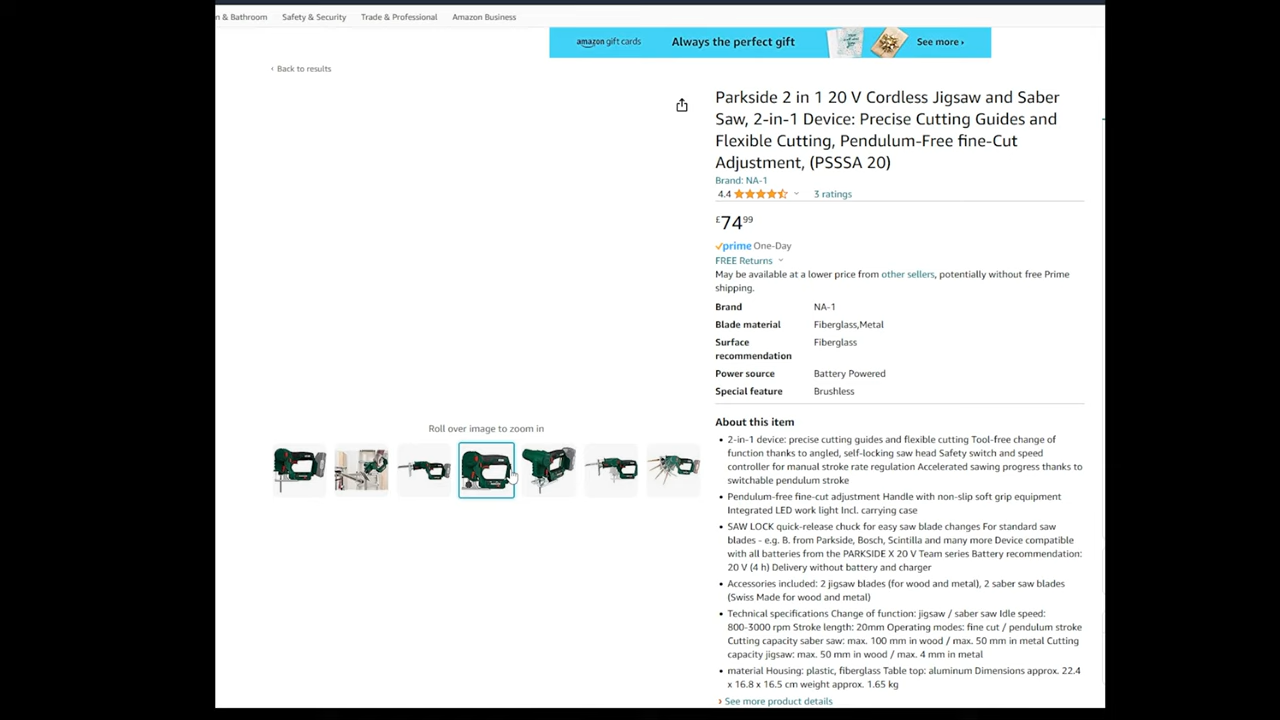 n & Bathroom Safety & Security Trade & Professional Amazon Business
amazon gift cards Always the perfect gift See more ›
‹ Back to results
Parkside 2 in 1 20 V Cordless Jigsaw and Saber
Saw, 2-in-1 Device: Precise Cutting Guides and
Flexible Cutting, Pendulum-Free fine-Cut
Adjustment, (PSSSA 20)
Brand: NA-1
4.4 3 ratings
£74.99
prime One-Day
FREE Returns
May be available at a lower price from other sellers, potentially without free Prime
shipping.
Brand NA-1
Blade material Fiberglass,Metal
Surface Fiberglass
recommendation
Power source Battery Powered
Special feature Brushless
About this item
• 2-in-1 device: precise cutting guides and flexible cutting Tool-free change of
function thanks to angled, self-locking saw head Safety switch and speed
controller for manual stroke rate regulation Accelerated sawing progress thanks to
switchable pendulum stroke
• Pendulum-free fine-cut adjustment Handle with non-slip soft grip equipment
Integrated LED work light Incl. carrying case
• SAW LOCK quick-release chuck for easy saw blade changes For standard saw
blades - e.g. B. from Parkside, Bosch, Scintilla and many more Device compatible
with all batteries from the PARKSIDE X 20 V Team series Battery recommendation:
20 V (4 h) Delivery without battery and charger
• Accessories included: 2 jigsaw blades (for wood and metal), 2 saber saw blades
(Swiss Made for wood and metal)
• Technical specifications Change of function: jigsaw / saber saw Idle speed:
800-3000 rpm Stroke length: 20mm Operating modes: fine cut / pendulum stroke
Cutting capacity saber saw: max. 100 mm in wood / max. 50 mm in metal Cutting
capacity jigsaw: max. 50 mm in wood / max. 4 mm in metal
• material Housing: plastic, fiberglass Table top: aluminum Dimensions approx. 22.4
x 16.8 x 16.5 cm weight approx. 1.65 kg
› See more product details
Roll over image to zoom in